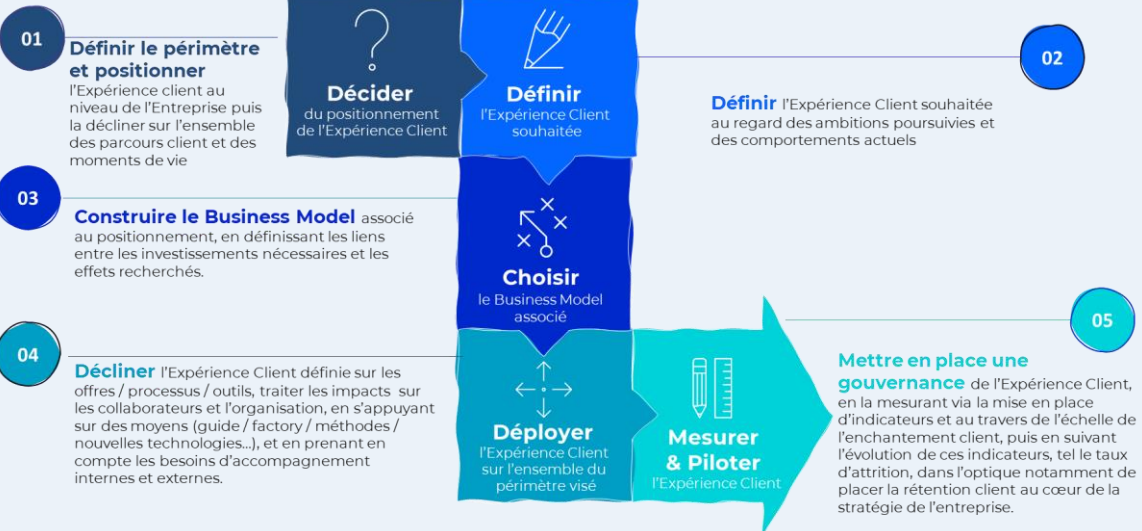 01
Définir le périmètre
et positionner
l'Expérience client au
niveau de l'Entreprise puis
la décliner sur l'ensemble
des parcours client et des
moments de vie
Décider
du positionnement
de l'Expérience Client
Définir
l'Expérience Client
souhaitée
02
Définir l'Expérience Client souhaitée
au regard des ambitions poursuivies et
des comportements actuels
03
Construire le Business Model associé
au positionnement, en définissant les liens
entre les investissements nécessaires et les
effets recherchés.
Choisir
le Business Model
associé
04
Décliner l'Expérience Client définie sur les
offres / processus / outils, traiter les impacts sur
les collaborateurs et l'organisation, en s'appuyant
sur des moyens (guide / factory / méthodes /
nouvelles technologies...), et en prenant en
compte les besoins d'accompagnement
internes et externes.
Déployer
l'Expérience Client
sur l'ensemble du
périmètre visé
Mesurer
& Piloter
l'Expérience Client
05
Mettre en place une
gouvernance de l'Expérience Client,
en la mesurant via la mise en place
d'indicateurs et au travers de l'échelle de
l'enchantement client, puis en suivant
l'évolution de ces indicateurs, tel le taux
d'attrition, dans l'optique notamment de
placer la rétention client au cœur de la
stratégie de l'entreprise.